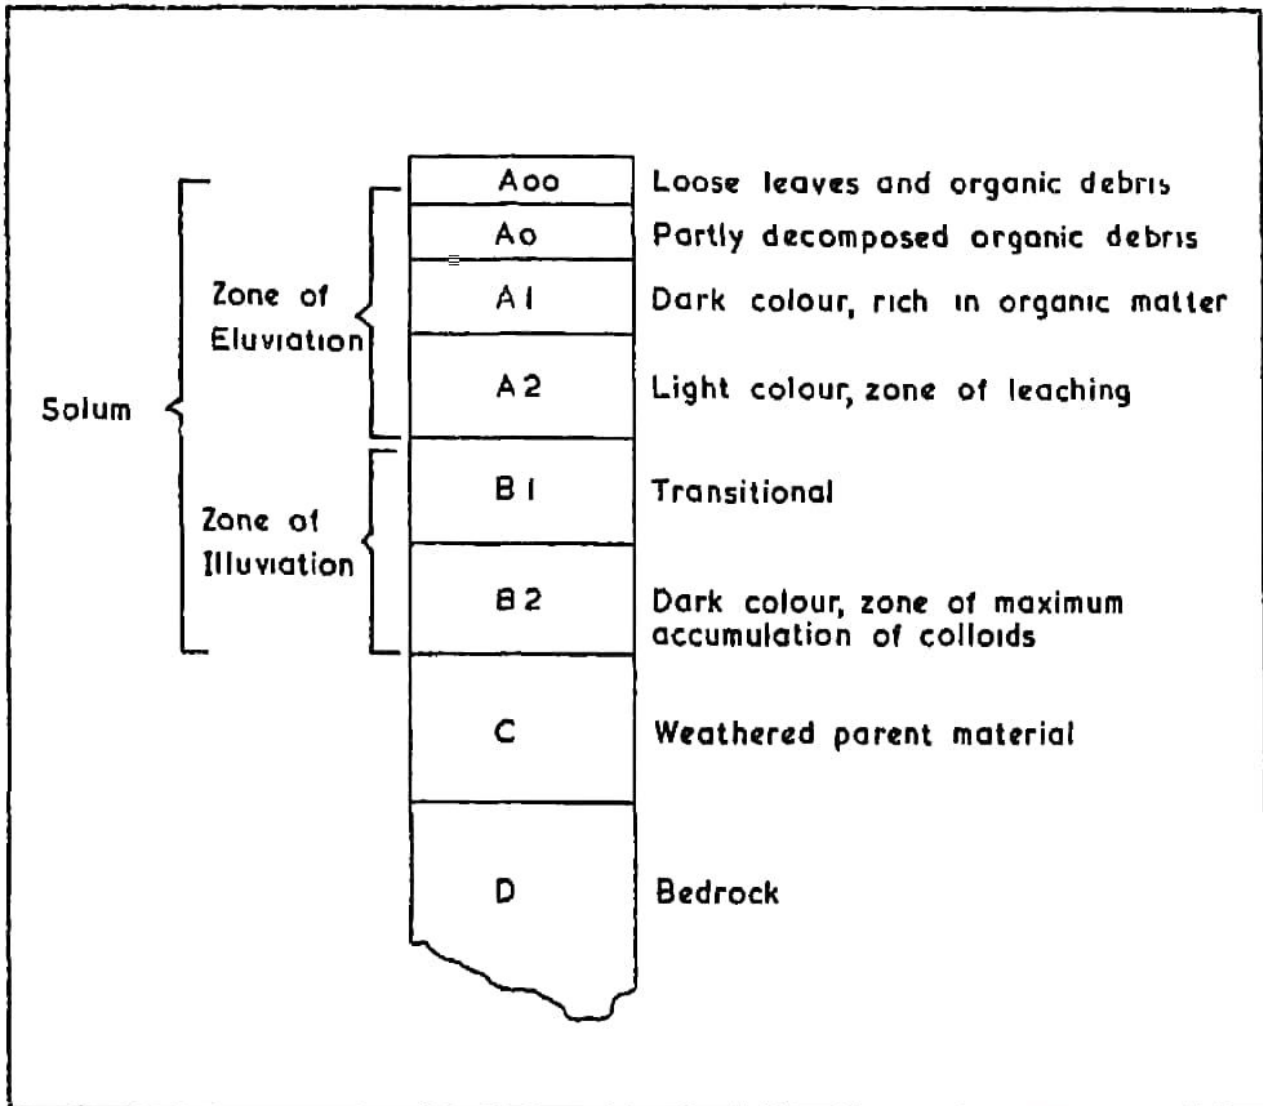 Aoo Loose leaves and organic debris
Ao Partly decomposed organic debris
Zone of
Eluviation
A1 Dark colour, rich in organic matter
A2 Light colour, zone of leaching
Solum
B1 Transitional
Zone of
Illuviation
B2 Dark colour, zone of maximum
accumulation of colloids
C Weathered parent material
D Bedrock